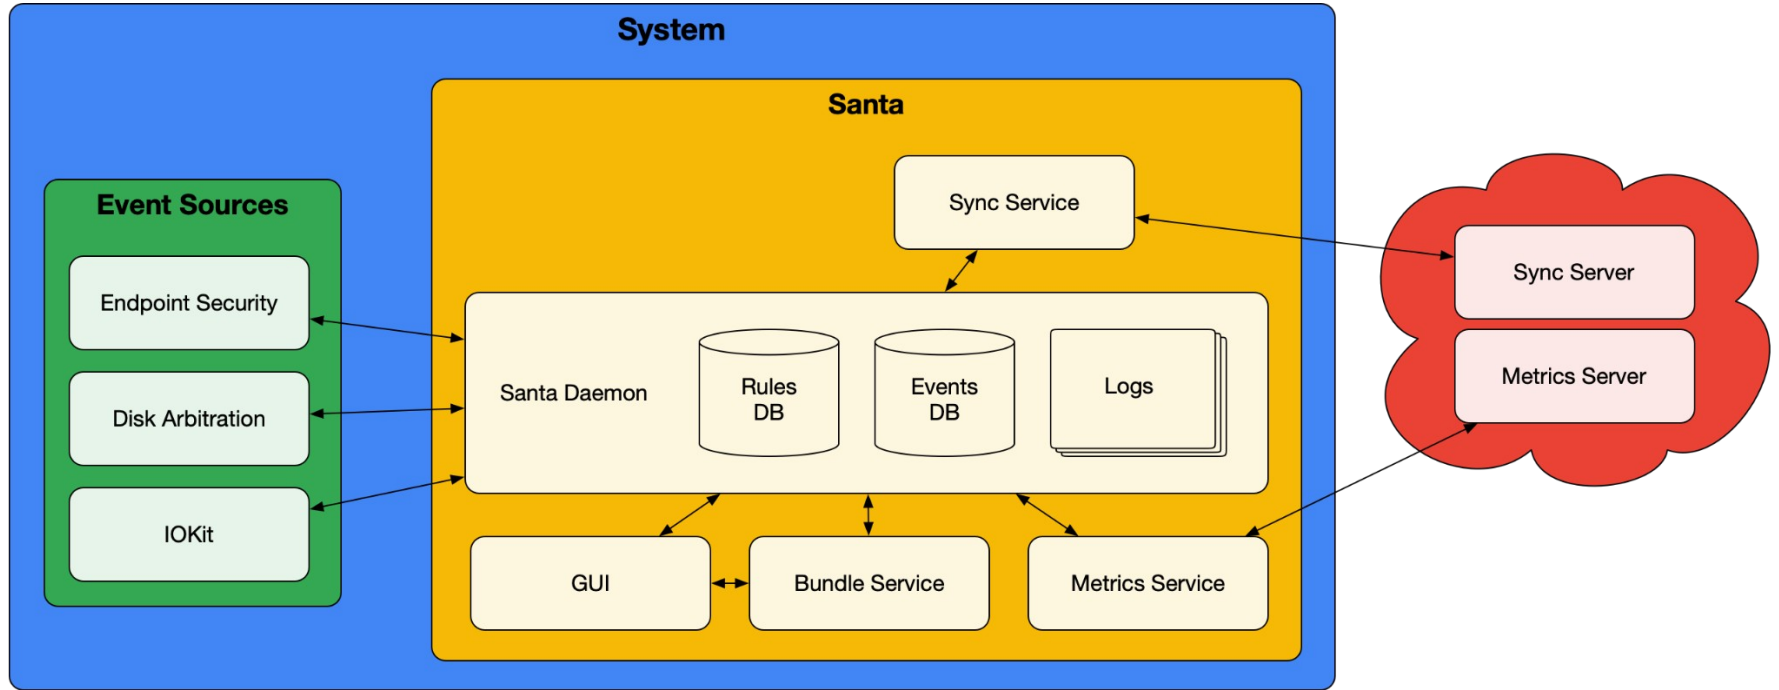 System
Santa
Event Sources
Endpoint Security
Disk Arbitration
IOKit
Sync Service
Santa Daemon
Rules
DB
Events
DB
Logs
GUI
Bundle Service
Metrics Service
Sync Server
Metrics Server